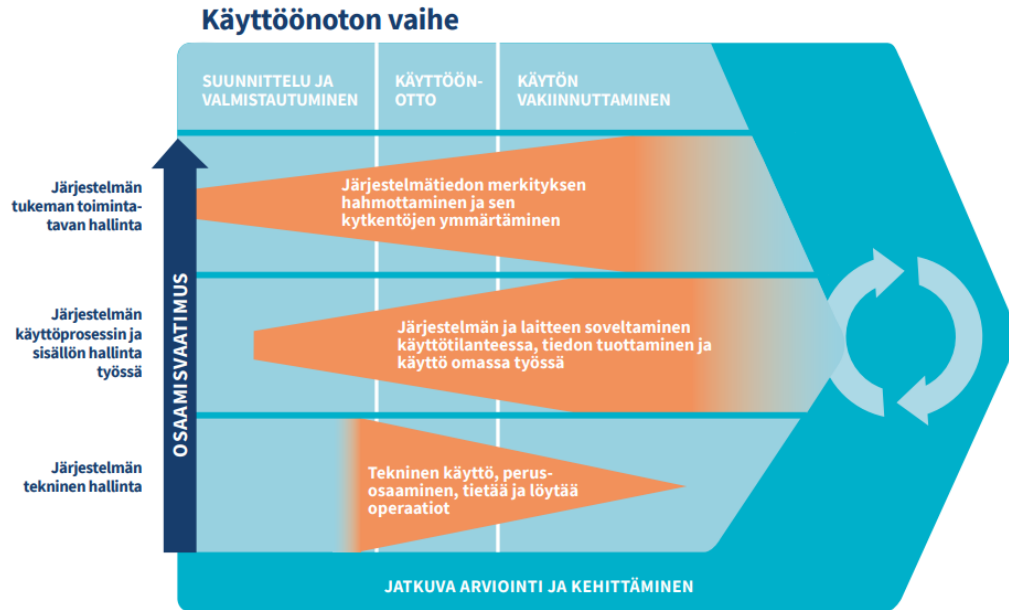 Käyttöönoton vaihe
SUUNNITTELU JA
VALMISTAUTUMINEN
KÄYTTÖÖN-
OTTO
KÄYTÖN
VAKIINNUTTAMINEN
OSAAMISVAATIMUS
Järjestelmän
tukeman toiminta-
tavan hallinta
Järjestelmätiedon merkityksen
hahmottaminen ja sen
kytkentöjen ymmärtäminen
Järjestelmän
käyttöprosessin ja
sisällön hallinta
työssä
Järjestelmän ja laitteen soveltaminen
käyttötilanteessa, tiedon tuottaminen ja
käyttö omassa työssä
Järjestelmän
tekninen hallinta
Tekninen käyttö, perus-
osaaminen, tietää ja löytää
operaatiot
JATKUVA ARVIOINTI JA KEHITTÄMINEN